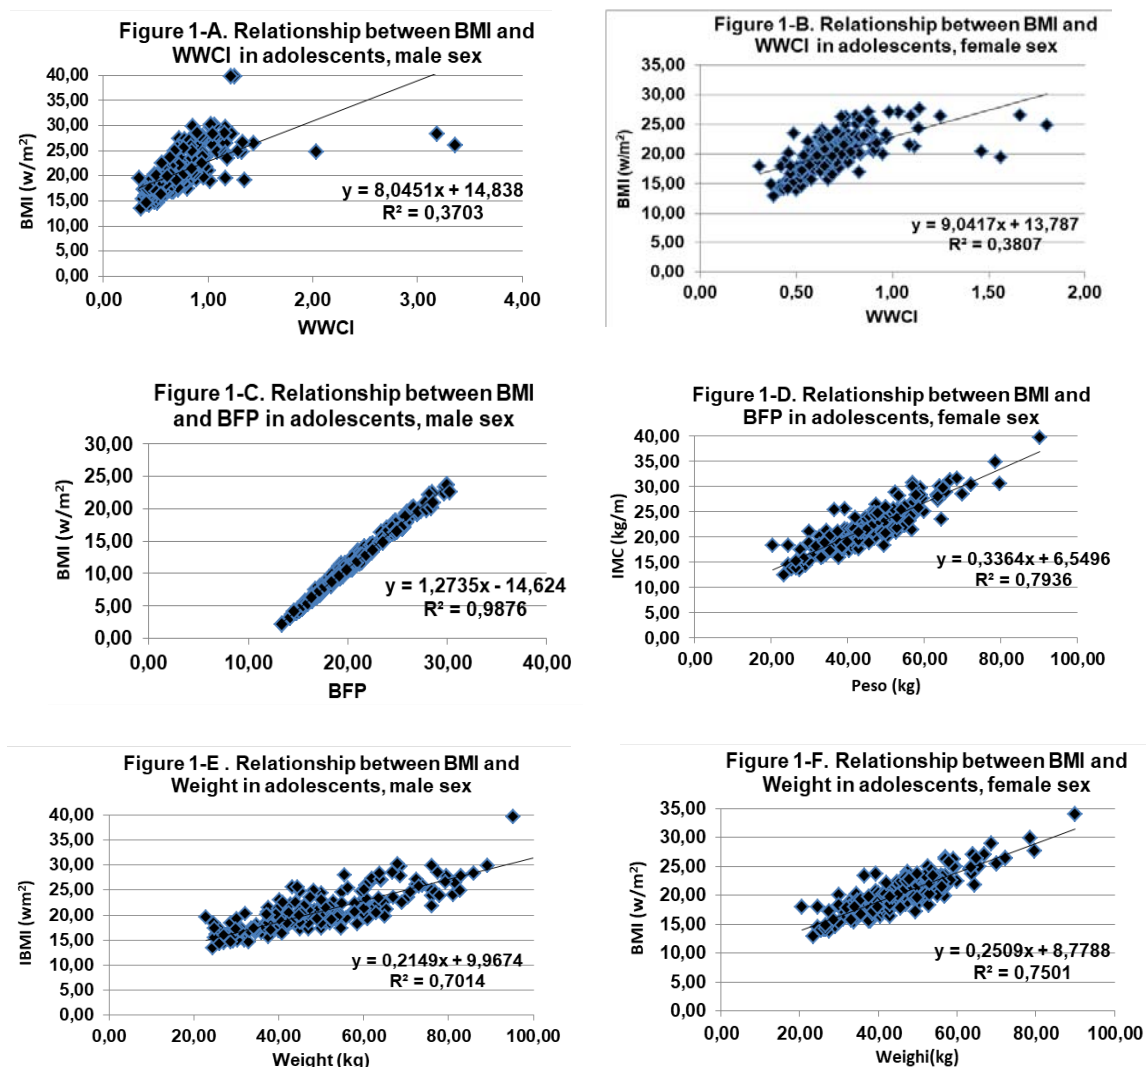 Figure 1-A. Relationship between BMI and
WWCI in adolescents, male sex
40,00
35,00
30,00
25,00
20,00
15,00
10,00
5,00
0,00
BMI (w/m²)
y = 8,0451x + 14,838
R² = 0,3703
0,00 1,00 2,00 3,00 4,00
WWCI
Figure 1-B. Relationship between BMI and
WWCI in adolescents, female sex
35,00
30,00
25,00
20,00
15,00
10,00
5,00
0,00
BMI (w/m²)
y = 9,0417x + 13,787
R² = 0,3807
0,00 0,50 1,00 1,50 2,00
WWCI
Figure 1-C. Relationship between BMI
and BFP in adolescents, male sex
30,00
25,00
20,00
15,00
10,00
5,00
0,00
BMI (w/m²)
y = 1,2735x - 14,624
R² = 0,9876
0,00 10,00 20,00 30,00 40,00
BFP
Figure 1-D. Relationship between BMI and
BFP in adolescents, female sex
40,00
35,00
30,00
25,00
20,00
15,00
10,00
5,00
0,00
IMC (kg/m)
y = 0,3364x + 6,5496
R² = 0,7936
0,00 20,00 40,00 60,00 80,00 100,00
Peso (kg)
Figure 1-E . Relationship between BMI and
Weight in adolescents, male sex
40,00
35,00
30,00
25,00
20,00
15,00
10,00
5,00
0,00
IBMI (wm²)
y = 0,2149x + 9,9674
R² = 0,7014
0,00 20,00 40,00 60,00 80,00 100,00
Weight (kg)
Figure 1-F. Relationship between BMI and
Weight in adolescents, female sex
35,00
30,00
25,00
20,00
15,00
10,00
5,00
0,00
BMI (w/m²)
y = 0,2509x + 8,7788
R² = 0,7501
0,00 20,00 40,00 60,00 80,00 100,00
Weighi(kg)